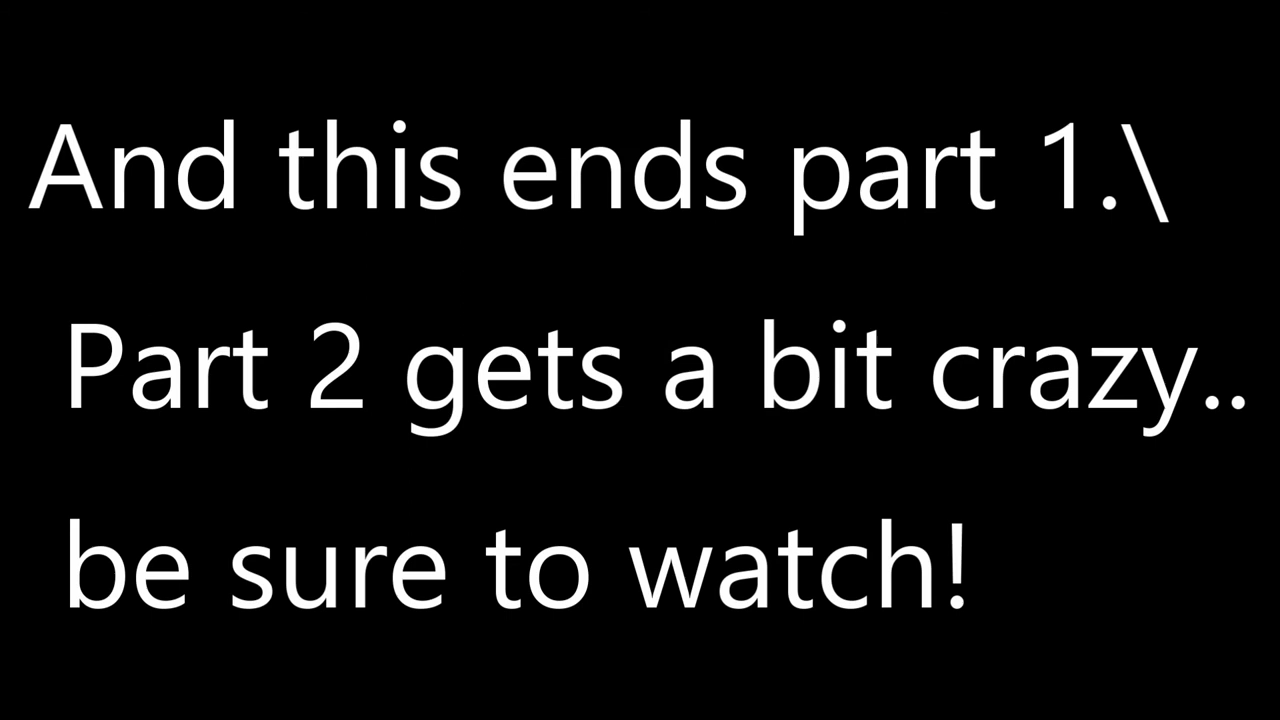 And this ends part 1.\
Part 2 gets a bit crazy..
be sure to watch!